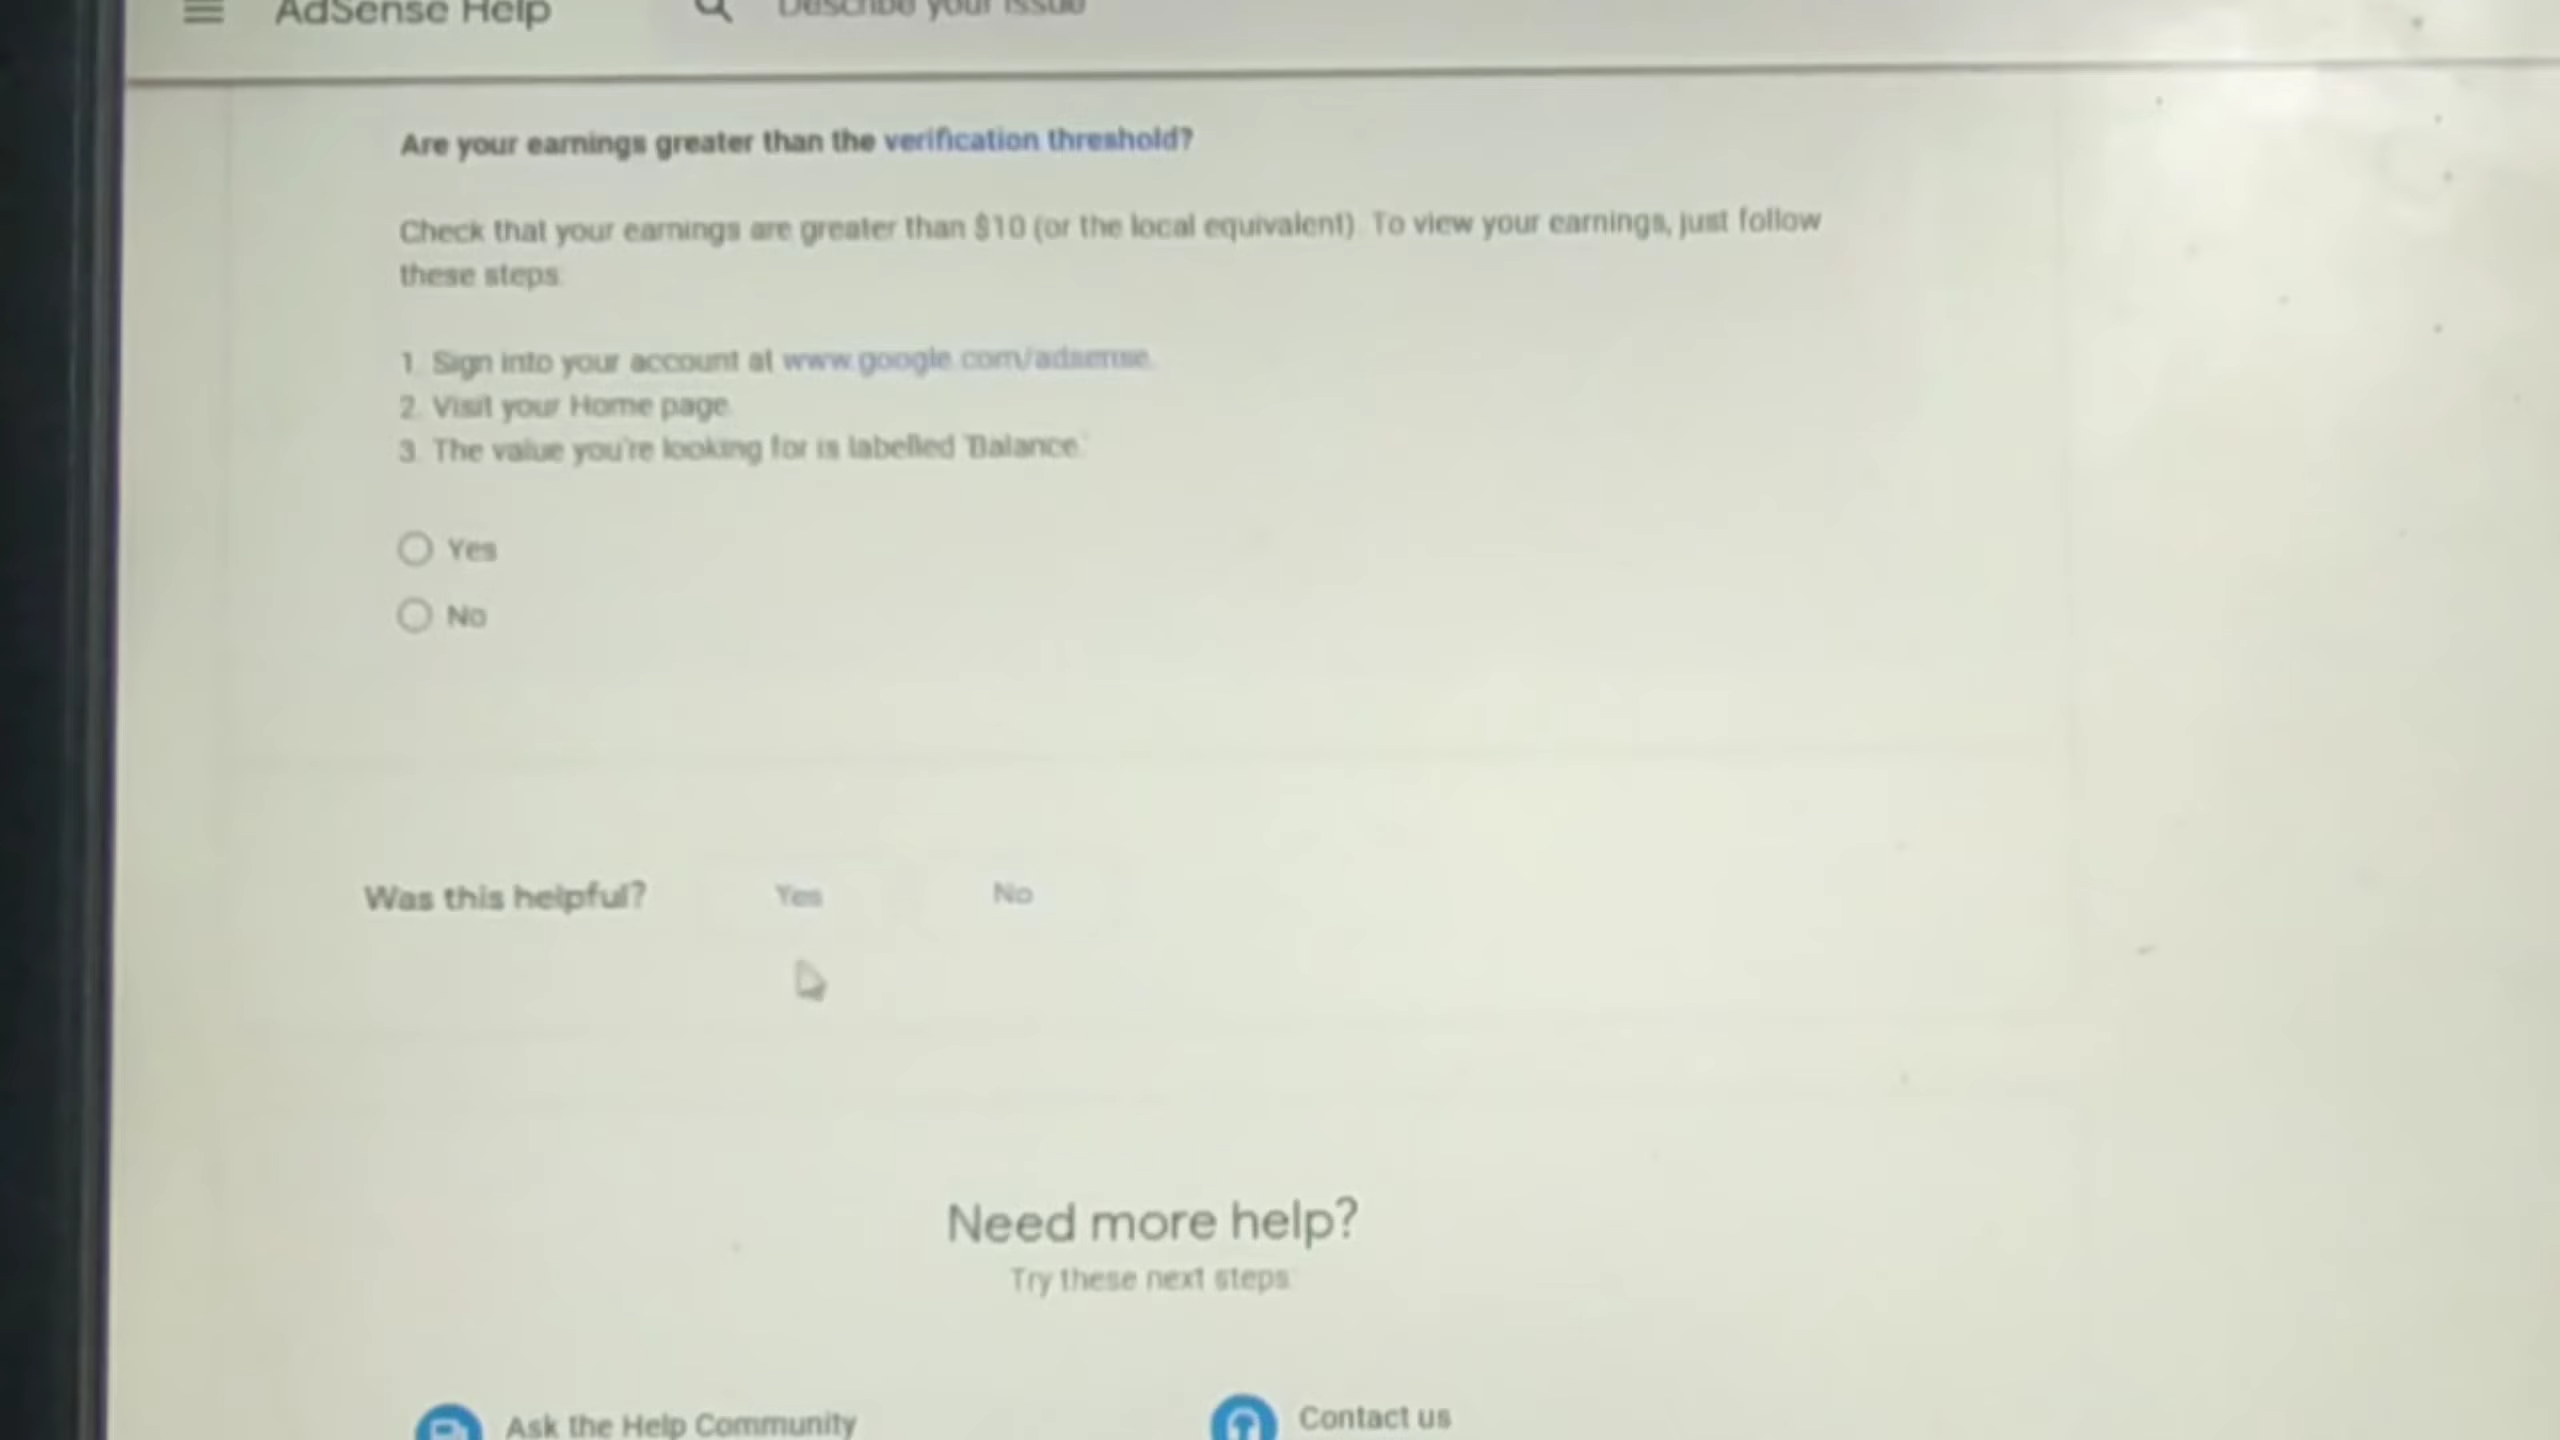 AdSense Help
Describe your issue
Are your earnings greater than the verification threshold?
Check that your earnings are greater than $10 (or the local equivalent). To view your earnings, just follow
these steps:
1. Sign into your account at www.google.com/adsense.
2. Visit your Home page.
3. The value you're looking for is labelled 'Balance.'
Yes
No
Was this helpful? Yes No
Need more help?
Try these next steps:
Ask the Help Community
Contact us